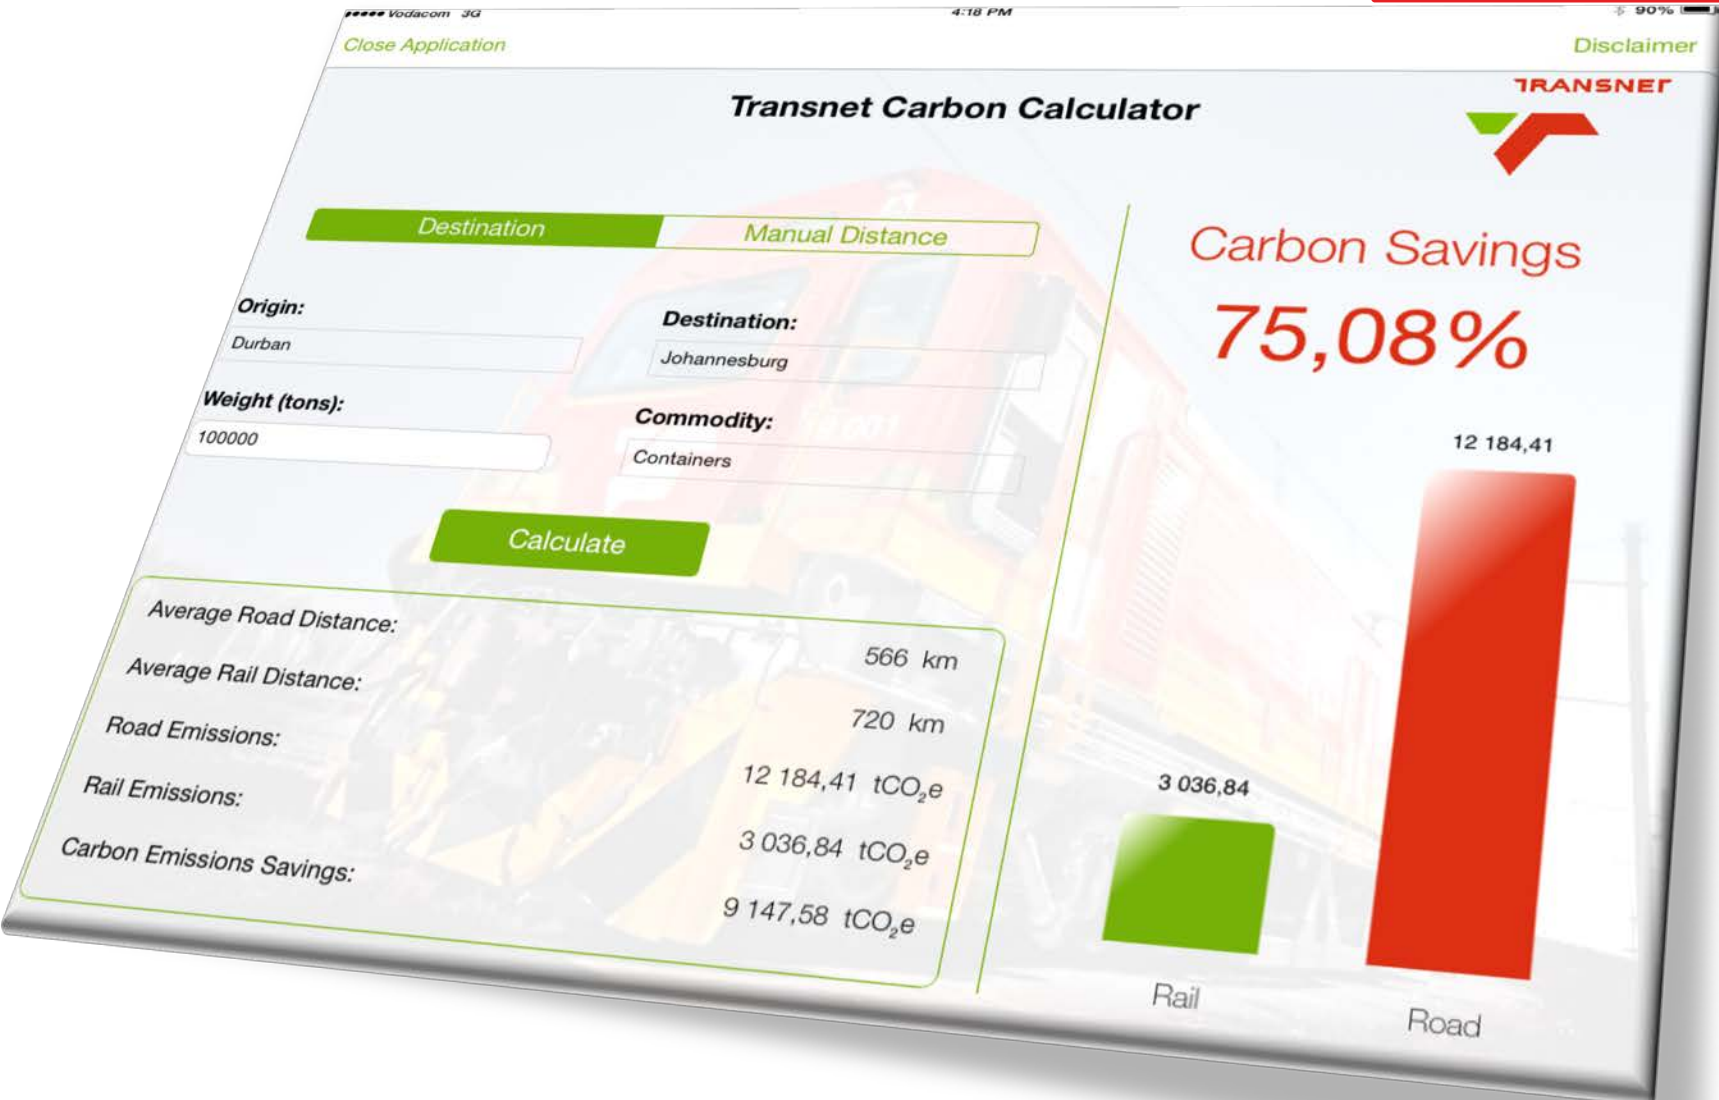 ●●●●● Vodacom 3G 4:18 PM 90%
Close Application Disclaimer
TRANSNET
Transnet Carbon Calculator
Destination Manual Distance
Origin: Destination:
Durban Johannesburg
Weight (tons): Commodity:
100000 Containers
Calculate
Average Road Distance: 566 km
Average Rail Distance: 720 km
Road Emissions: 12 184,41 tCO₂e
Rail Emissions: 3 036,84 tCO₂e
Carbon Emissions Savings: 9 147,58 tCO₂e
Carbon Savings
75,08%
12 184,41
3 036,84
Rail
Road